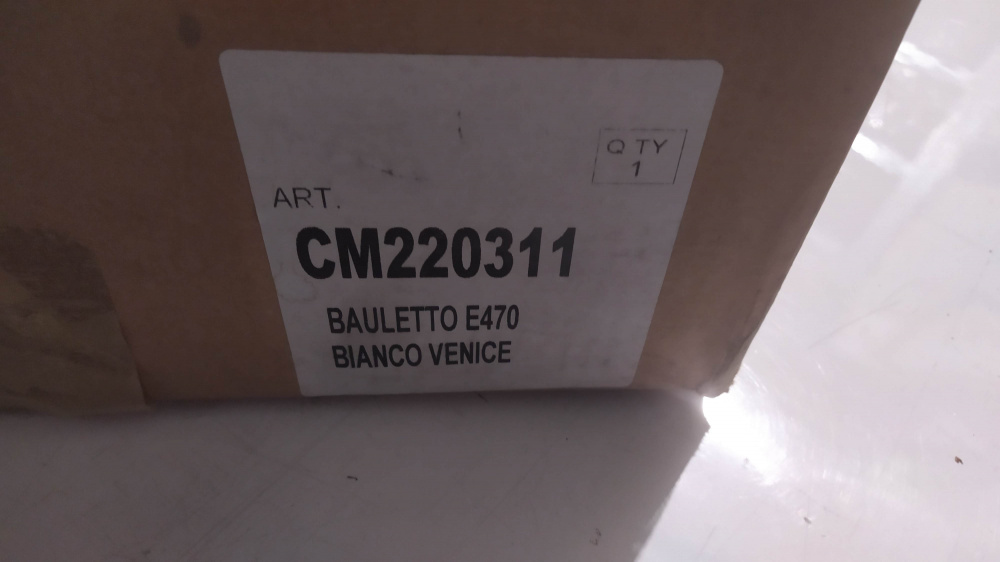 Q TY
1
ART.
CM220311
BAULETTO E470
BIANCO VENICE